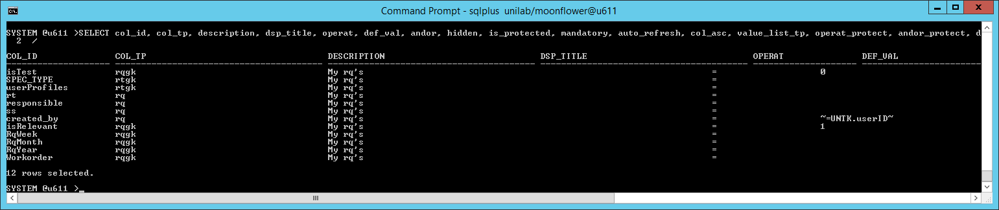 Command Prompt - sqlplus unilab/moonflower@u611
SYSTEM @u611 >SELECT col_id, col_tp, description, dsp_title, operat, def_val, andor, hidden, is_protected, mandatory, auto_refresh, col_asc, value_list_tp, operat_protect, andor_protect, d
2 /
COL_ID COL_TP DESCRIPTION DSP_TITLE OPERAT DEF_VAL
isTest rqgk My rq's = 0
SPEC_TYPE rtgk My rq's =
userProfiles rtgk My rq's =
rt rq My rq's =
responsible rq My rq's =
ss rq My rq's =
created_by rq My rq's = ~=UNTK.userID~
isRelevant rqgk My rq's = 1
RqWeek rqgk My rq's =
RqMonth rqgk My rq's =
RqYear rqgk My rq's =
Workorder rqgk My rq's =
12 rows selected.
SYSTEM @u611 >_